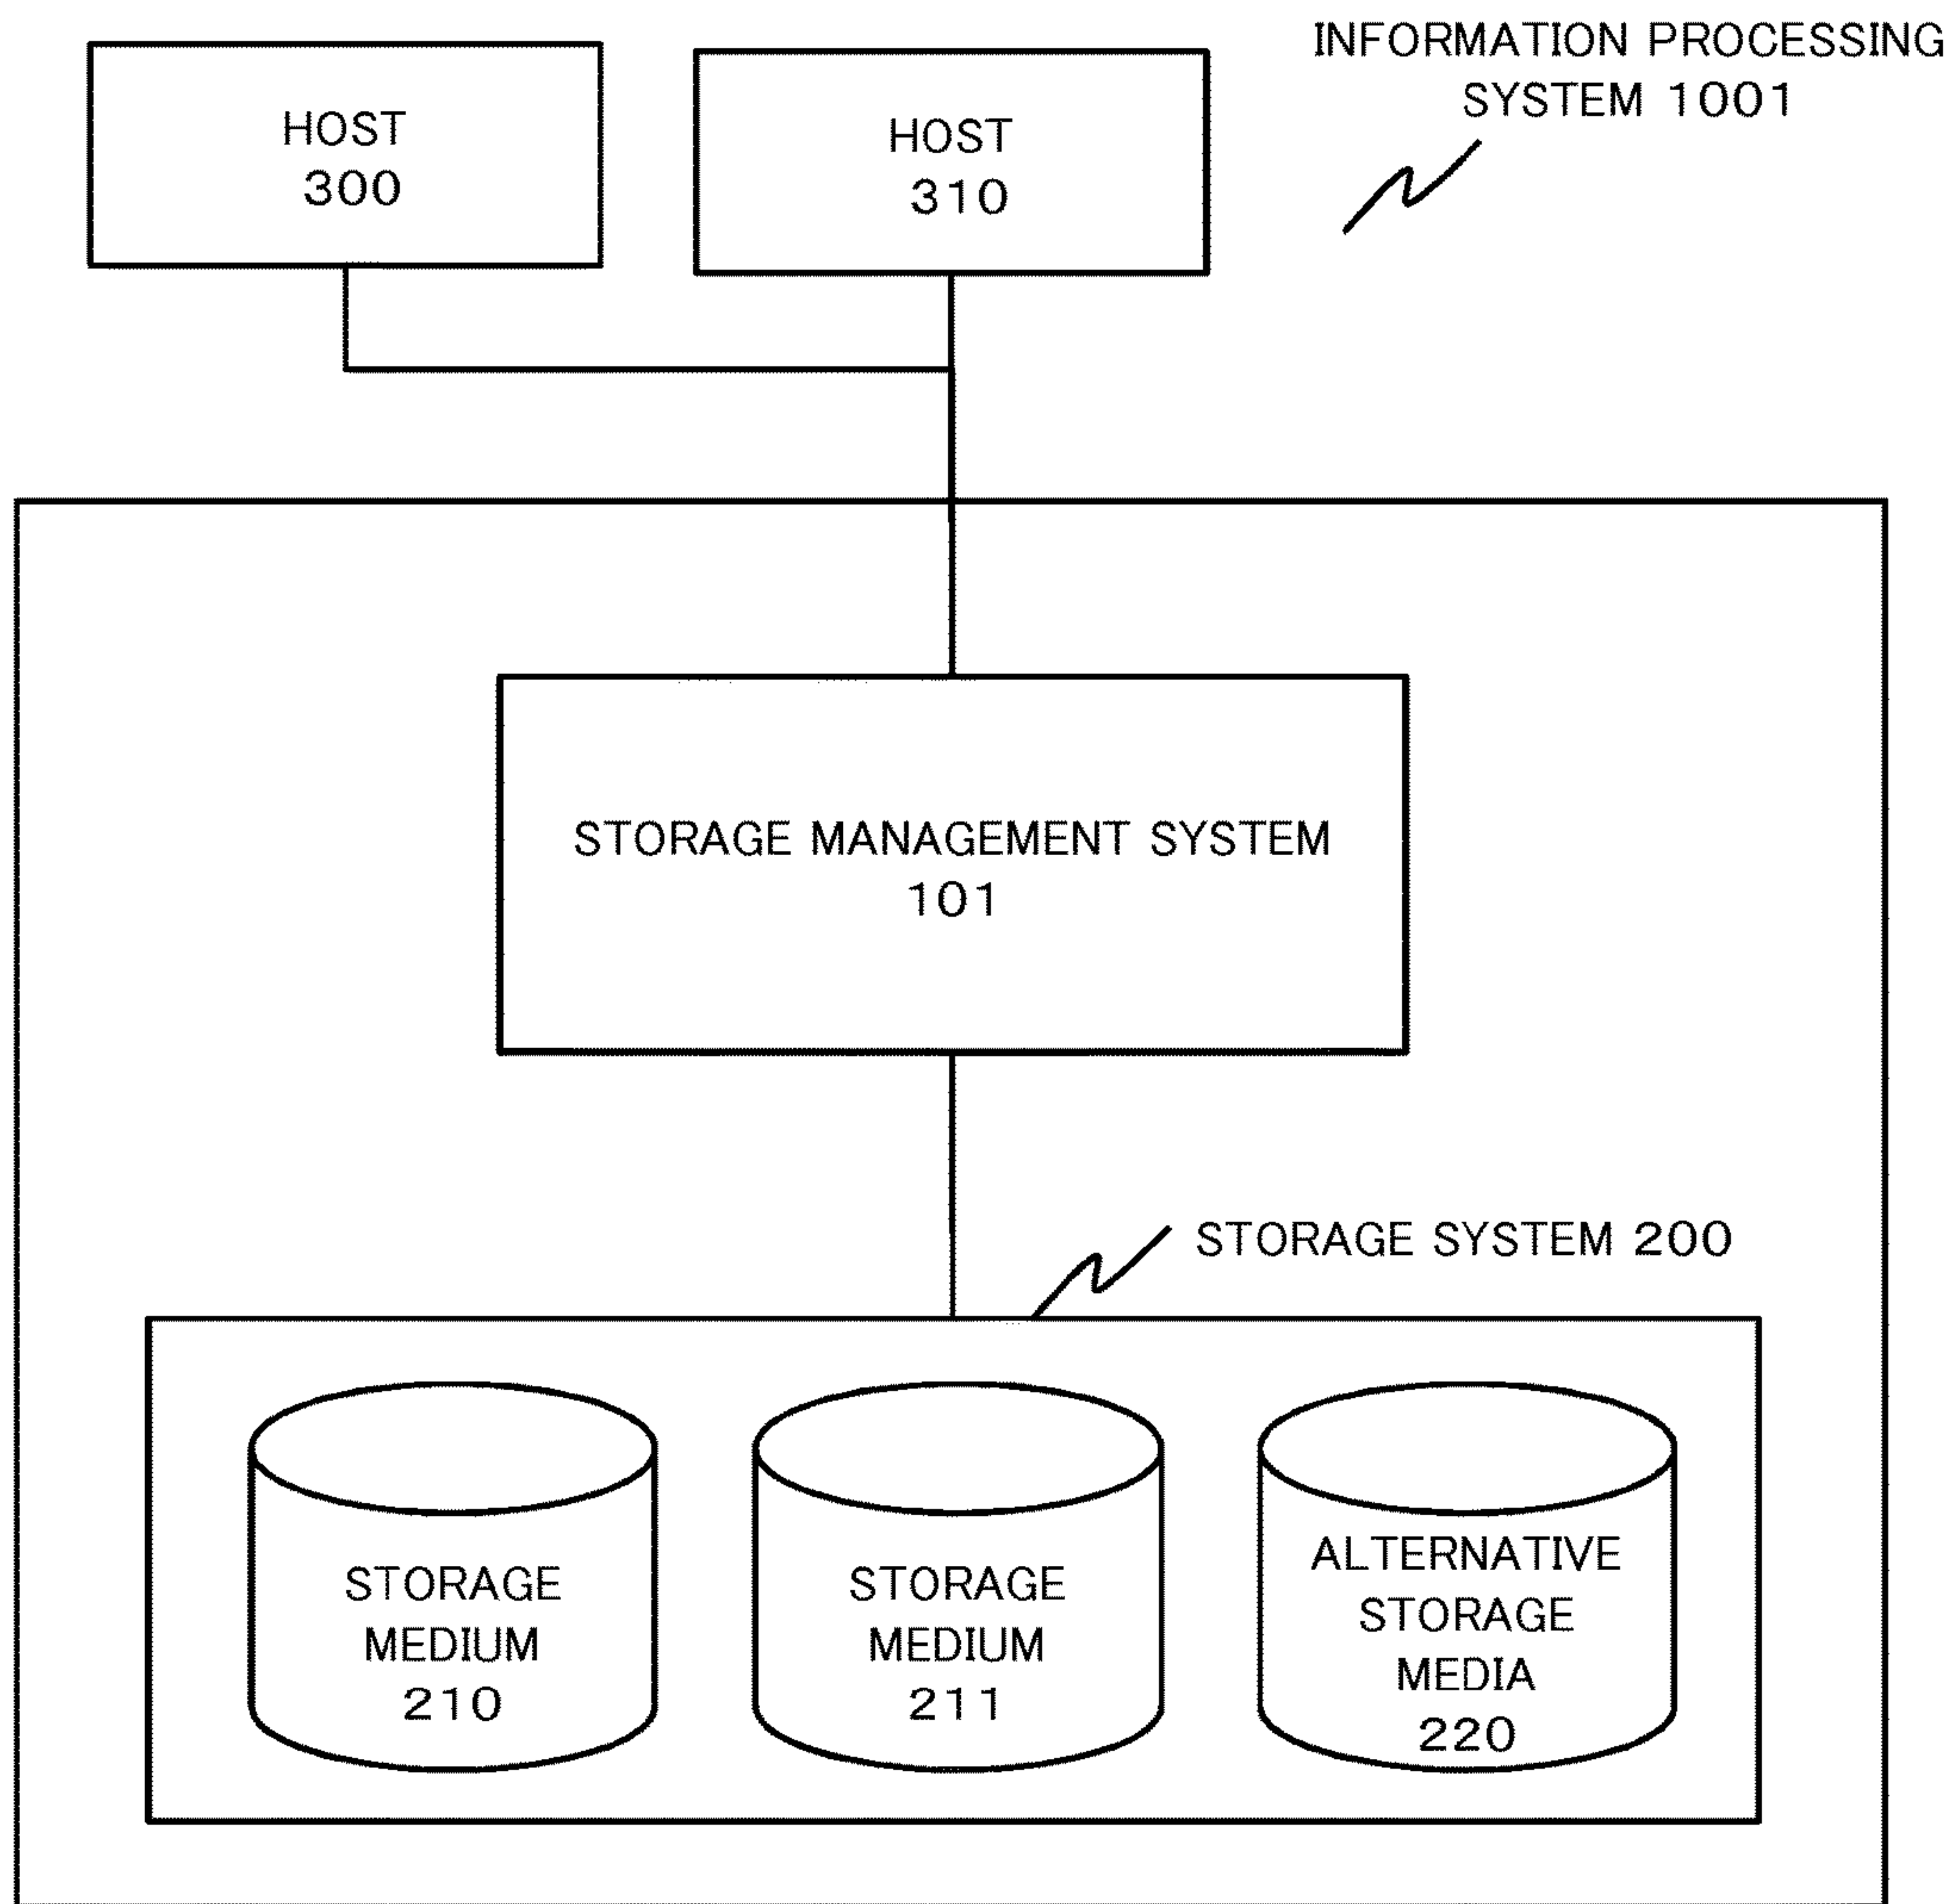 INFORMATION PROCESSING
SYSTEM 1001
HOST
300
HOST
310
STORAGE MANAGEMENT SYSTEM
101
STORAGE SYSTEM 200
STORAGE
MEDIUM
210
STORAGE
MEDIUM
211
ALTERNATIVE
STORAGE
MEDIA
220